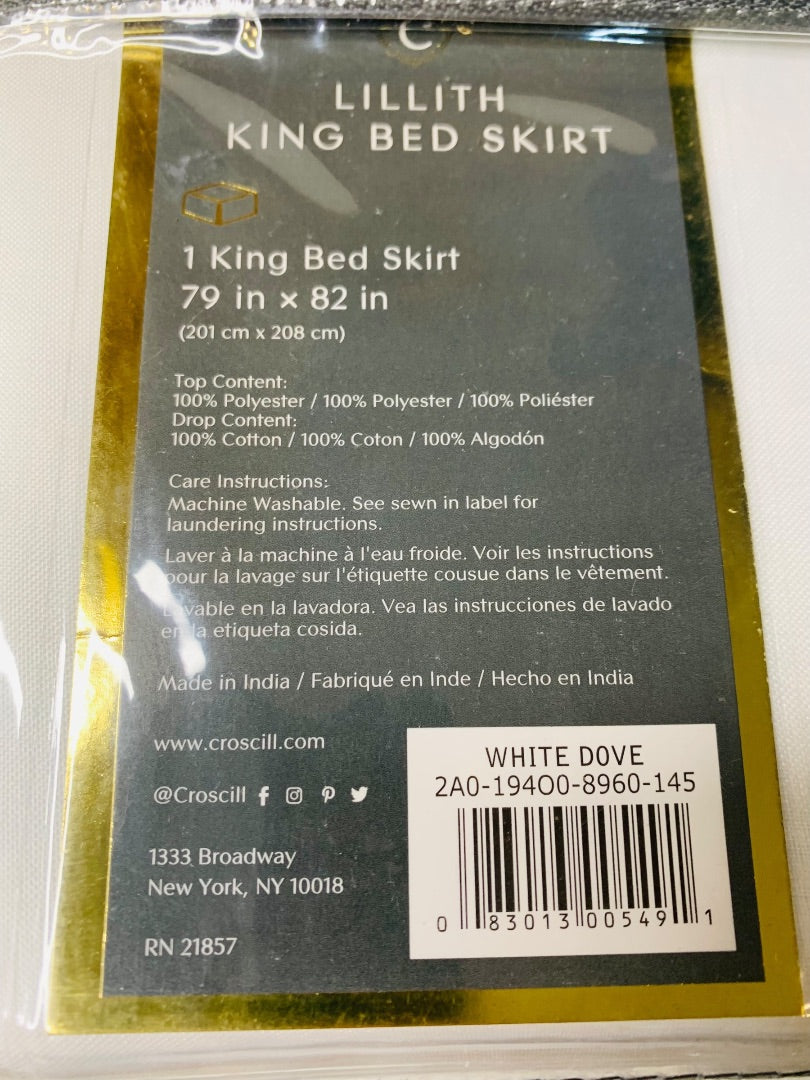 C
LILLITH
KING BED SKIRT
1 King Bed Skirt
79 in x 82 in
(201 cm x 208 cm)
Top Content:
100% Polyester / 100% Polyester / 100% Poliéster
Drop Content:
100% Cotton / 100% Coton / 100% Algodón
Care Instructions:
Machine Washable. See sewn in label for
laundering instructions.
Laver à la machine à l'eau froide. Voir les instructions
pour la lavage sur l'étiquette cousue dans le vêtement.
Lavable en la lavadora. Vea las instrucciones de lavado
en la etiqueta cosida.
Made in India / Fabriqué en Inde / Hecho en India
www.croscill.com
@Croscill
1333 Broadway
New York, NY 10018
RN 21857
WHITE DOVE
2A0-194O0-8960-145
0 83013 00549 1